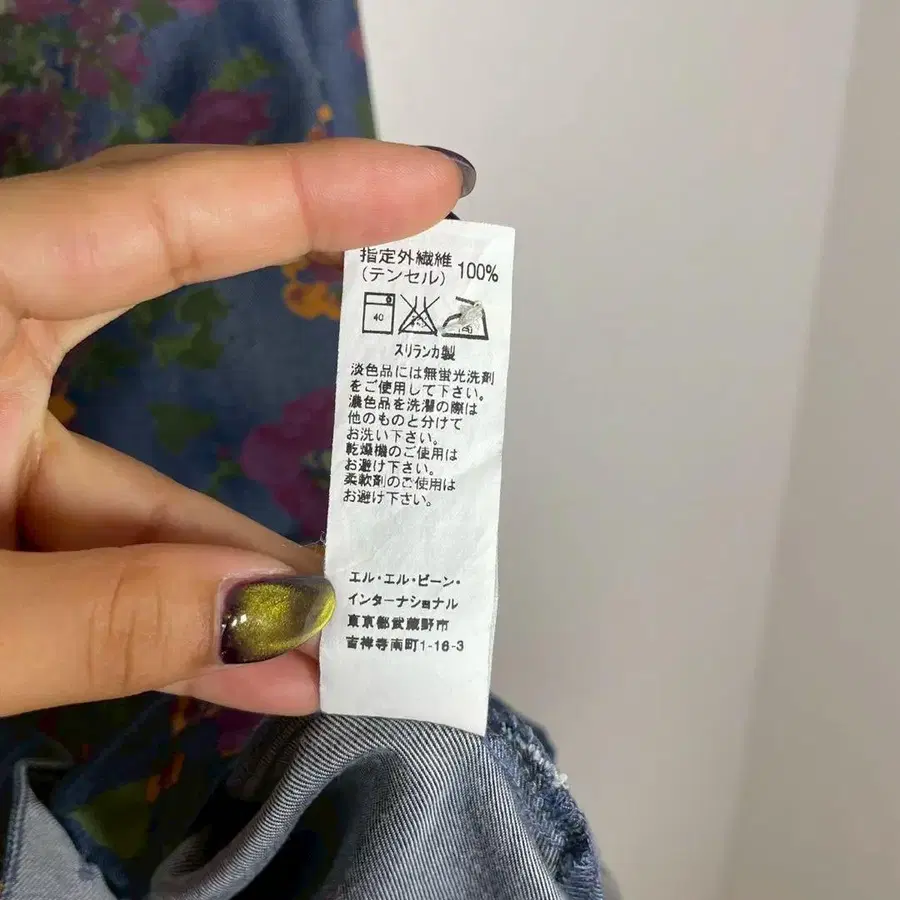 指定外繊維
(テンセル) 100%
40
スリランカ製
淡色品には無蛍光洗剤
をご使用して下さい。
濃色品を洗濯の際は
他のものと分けて
お洗い下さい。
乾燥機のご使用は
お避け下さい。
柔軟剤のご使用は
お避け下さい。
エル・エル・ビーン・
インターナショナル
東京都武蔵野市
吉祥寺南町1-16-3